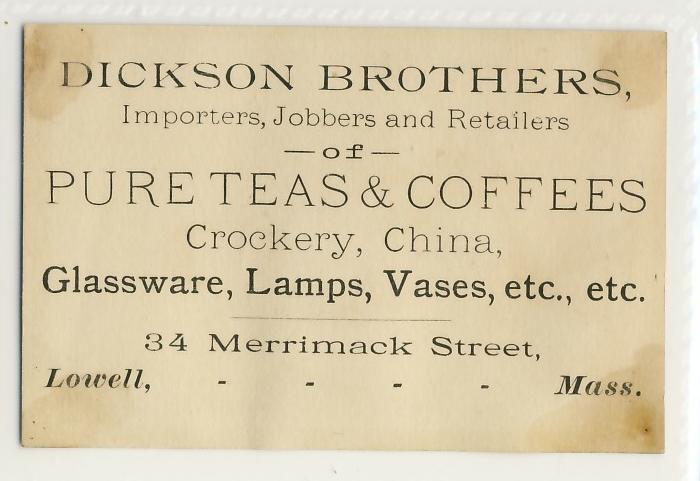 DICKSON BROTHERS,
Importers, Jobbers and Retailers
—of—
PURE TEAS & COFFEES
Crockery, China,
Glassware, Lamps, Vases, etc., etc.
34 Merrimack Street,
Lowell, - - - - Mass.